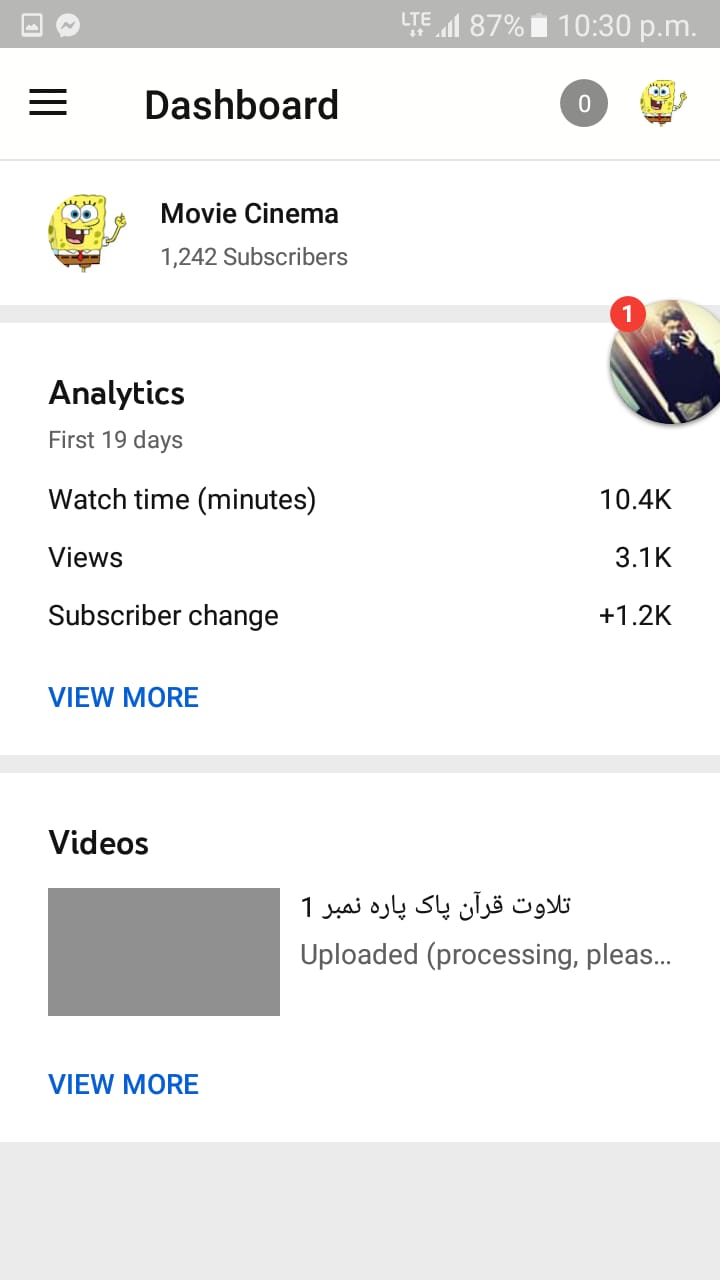 LTE 87% 10:30 p.m.
Dashboard 0
Movie Cinema
1,242 Subscribers
1
Analytics
First 19 days
Watch time (minutes) 10.4K
Views 3.1K
Subscriber change +1.2K
VIEW MORE
Videos
تلاوت قرآن پاک پاره نمبر 1
Uploaded (processing, pleas...
VIEW MORE